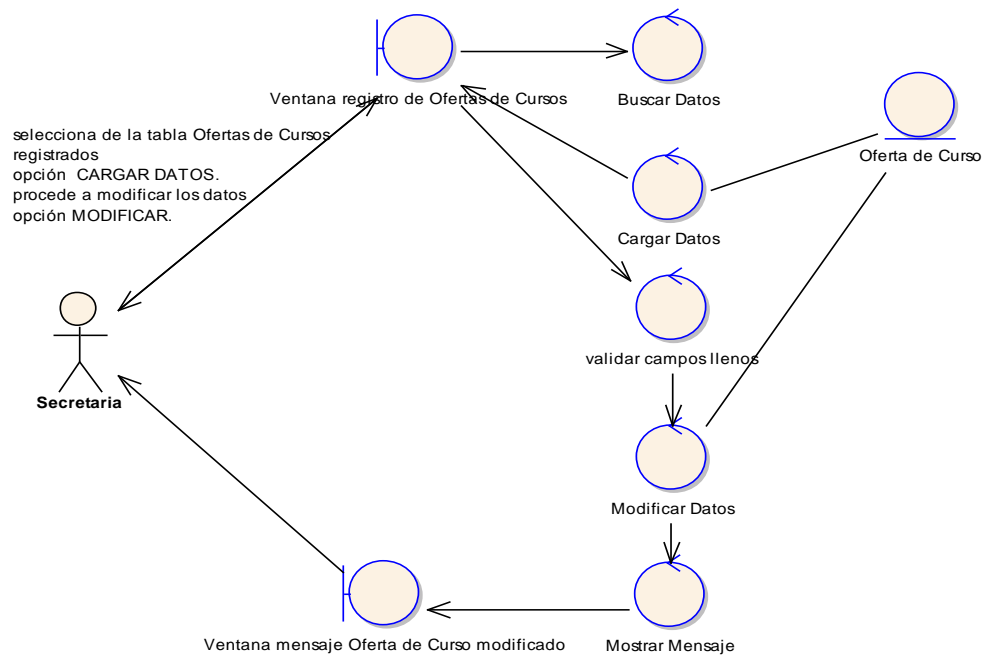 Ventana registro de Ofertas de Cursos
Buscar Datos
selecciona de la tabla Ofertas de Cursos
registrados
opción CARGAR DATOS.
procede a modificar los datos
opción MODIFICAR.
Oferta de Curso
Cargar Datos
validar campos llenos
Secretaria
Modificar Datos
Ventana mensaje Oferta de Curso modificado
Mostrar Mensaje